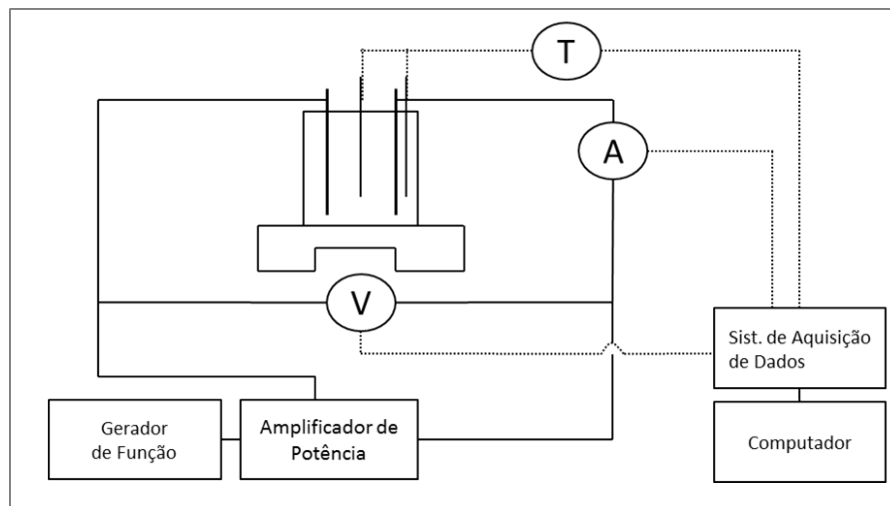 T
A
V
Sist. de Aquisição
de Dados
Gerador
de Função
Amplificador de
Potência
Computador